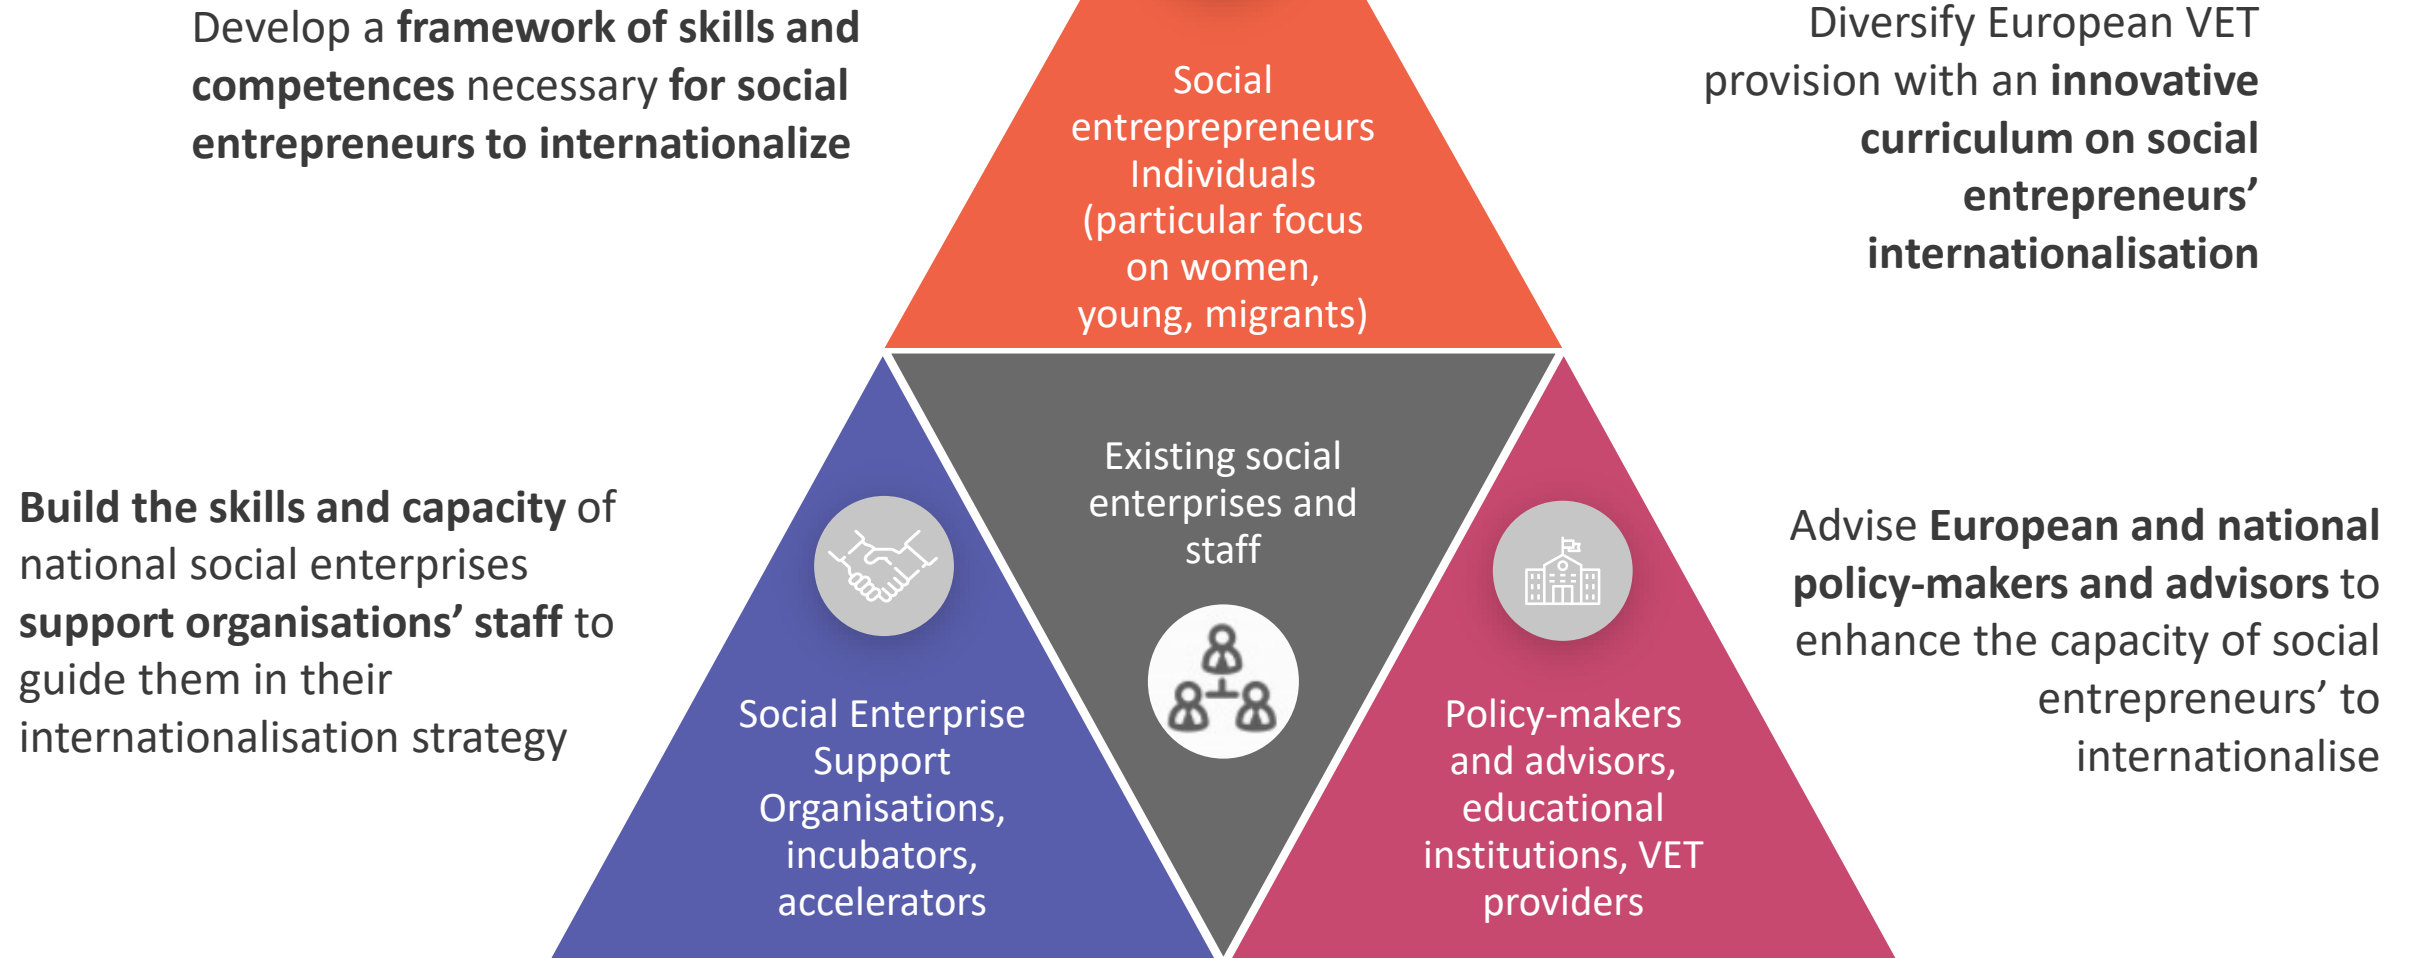 Develop a framework of skills and
competences necessary for social
entrepreneurs to internationalize
Diversify European VET
provision with an innovative
curriculum on social
entrepreneurs’
internationalisation
Social
entreprepreneurs
Individuals
(particular focus
on women,
young, migrants)
Existing social
enterprises and
staff
Build the skills and capacity of
national social enterprises
support organisations’ staff to
guide them in their
internationalisation strategy
Social Enterprise
Support
Organisations,
incubators,
accelerators
Policy-makers
and advisors,
educational
institutions, VET
providers
Advise European and national
policy-makers and advisors to
enhance the capacity of social
entrepreneurs’ to
internationalise